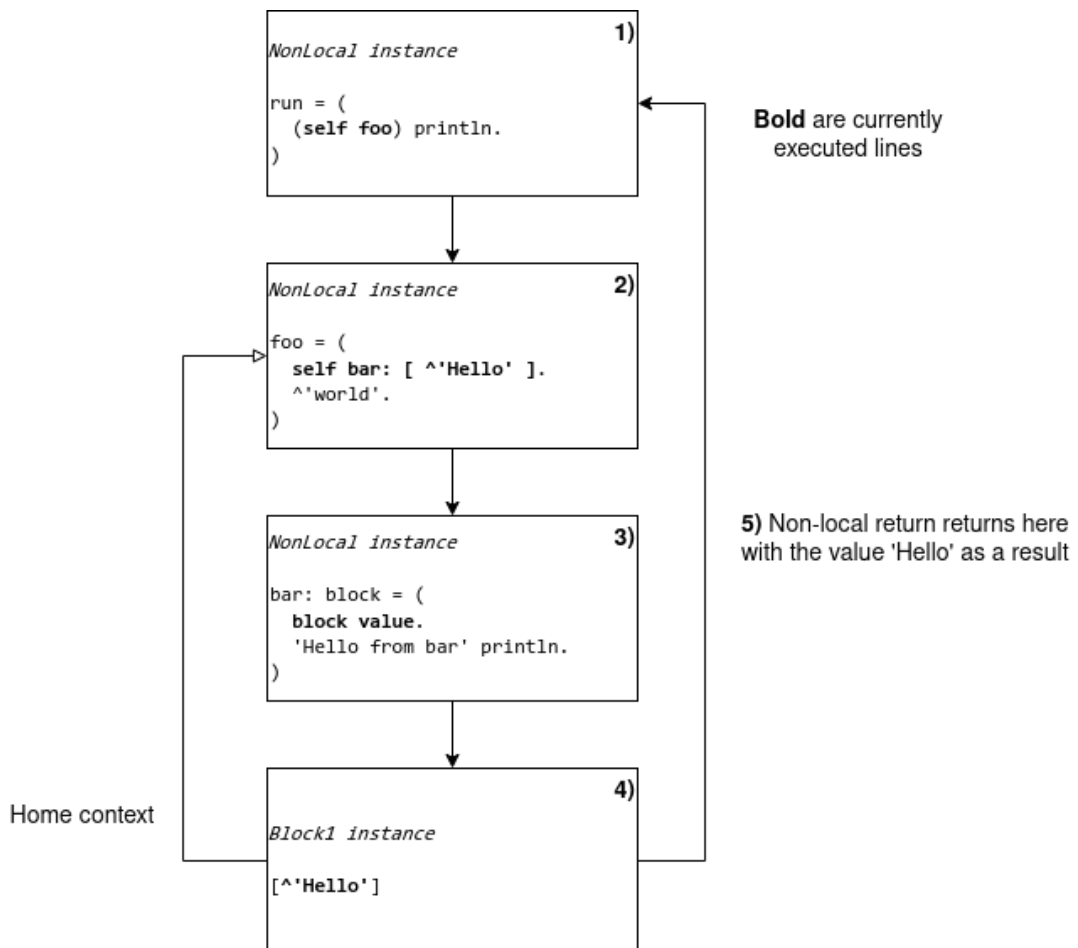 1)
NonLocal instance
run = (
(self foo) println.
)
Bold are currently
executed lines
2)
NonLocal instance
foo = (
self bar: [ ^'Hello' ].
^'world'.
)
3)
NonLocal instance
bar: block = (
block value.
'Hello from bar' println.
)
5) Non-local return returns here
with the value 'Hello' as a result
4)
Home context
Block1 instance
[^'Hello']